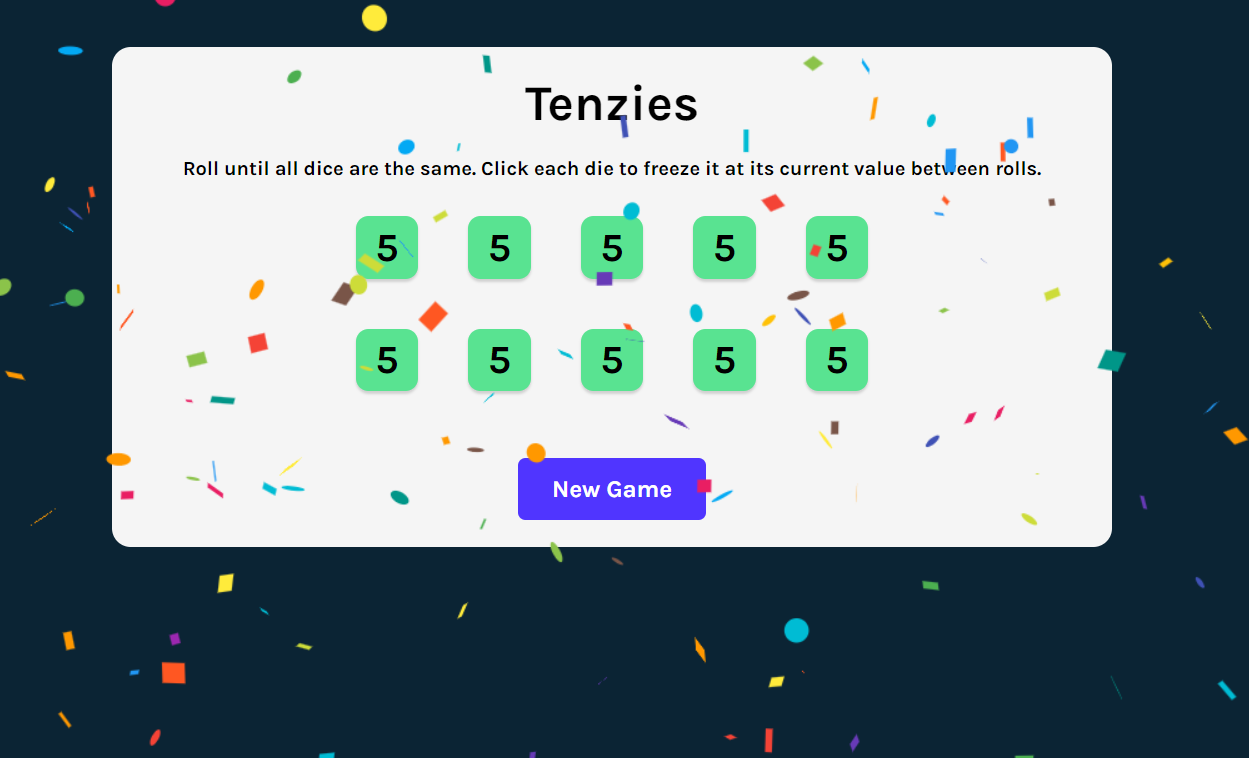 Tenzies
Roll until all dice are the same. Click each die to freeze it at its current value between rolls.
5 5 5 5 5
5 5 5 5 5
New Game